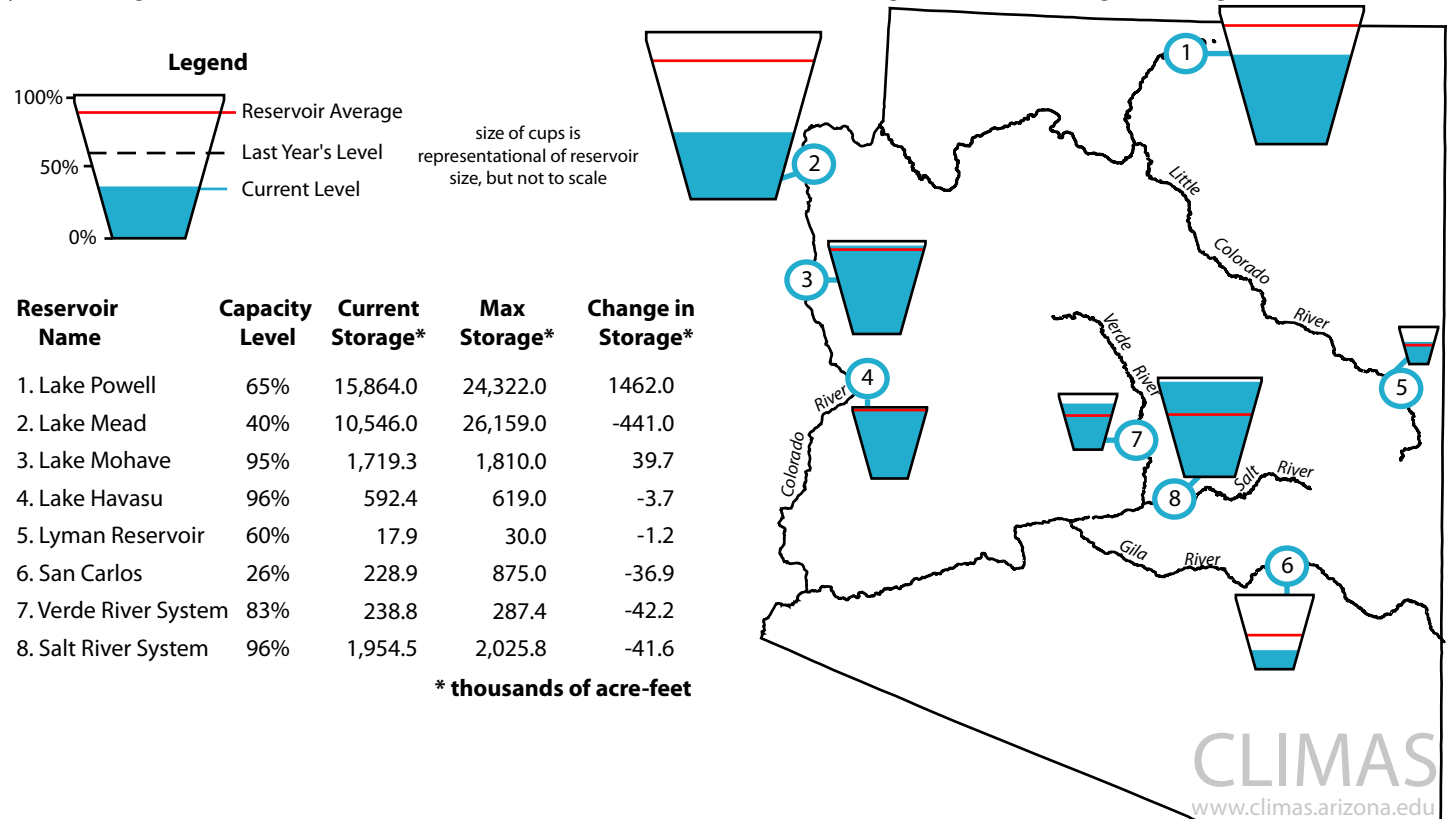 Legend
100%
Reservoir Average
Last Year's Level
50%
Current Level
0%
size of cups is
representational of reservoir
size, but not to scale
Reservoir Name Capacity Level Current Storage* Max Storage* Change in Storage*
1. Lake Powell 65% 15,864.0 24,322.0 1462.0
2. Lake Mead 40% 10,546.0 26,159.0 -441.0
3. Lake Mohave 95% 1,719.3 1,810.0 39.7
4. Lake Havasu 96% 592.4 619.0 -3.7
5. Lyman Reservoir 60% 17.9 30.0 -1.2
6. San Carlos 26% 228.9 875.0 -36.9
7. Verde River System 83% 238.8 287.4 -42.2
8. Salt River System 96% 1,954.5 2,025.8 -41.6
* thousands of acre-feet
1
2
3
4
5
6
7
8
Little Colorado River
Verde River
Colorado River
Salt River
Gila River
CLIMAS
www.climas.arizona.edu